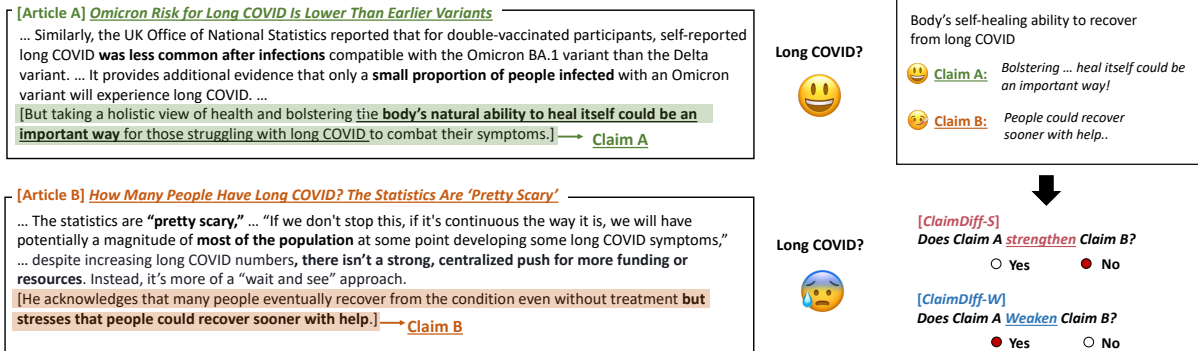 [Article A] Omicron Risk for Long COVID Is Lower Than Earlier Variants
… Similarly, the UK Office of National Statistics reported that for double-vaccinated participants, self-reported
long COVID was less common after infections compatible with the Omicron BA.1 variant than the Delta
variant. … It provides additional evidence that only a small proportion of people infected with an Omicron
variant will experience long COVID. …
[But taking a holistic view of health and bolstering the body's natural ability to heal itself could be an
important way for those struggling with long COVID to combat their symptoms.]
Claim A
Long COVID?
[Article B] How Many People Have Long COVID? The Statistics Are ‘Pretty Scary’
… The statistics are “pretty scary,” … “If we don't stop this, if it's continuous the way it is, we will have
potentially a magnitude of most of the population at some point developing some long COVID symptoms,”
… despite increasing long COVID numbers, there isn't a strong, centralized push for more funding or
resources. Instead, it's more of a “wait and see” approach.
[He acknowledges that many people eventually recover from the condition even without treatment but
stresses that people could recover sooner with help.]
Claim B
Long COVID?
Body's self-healing ability to recover
from long COVID
Claim A: Bolstering … heal itself could be
an important way!
Claim B: People could recover
sooner with help..
[ClaimDiff-S]
Does Claim A strengthen Claim B?
Yes No
[ClaimDIff-W]
Does Claim A Weaken Claim B?
Yes No